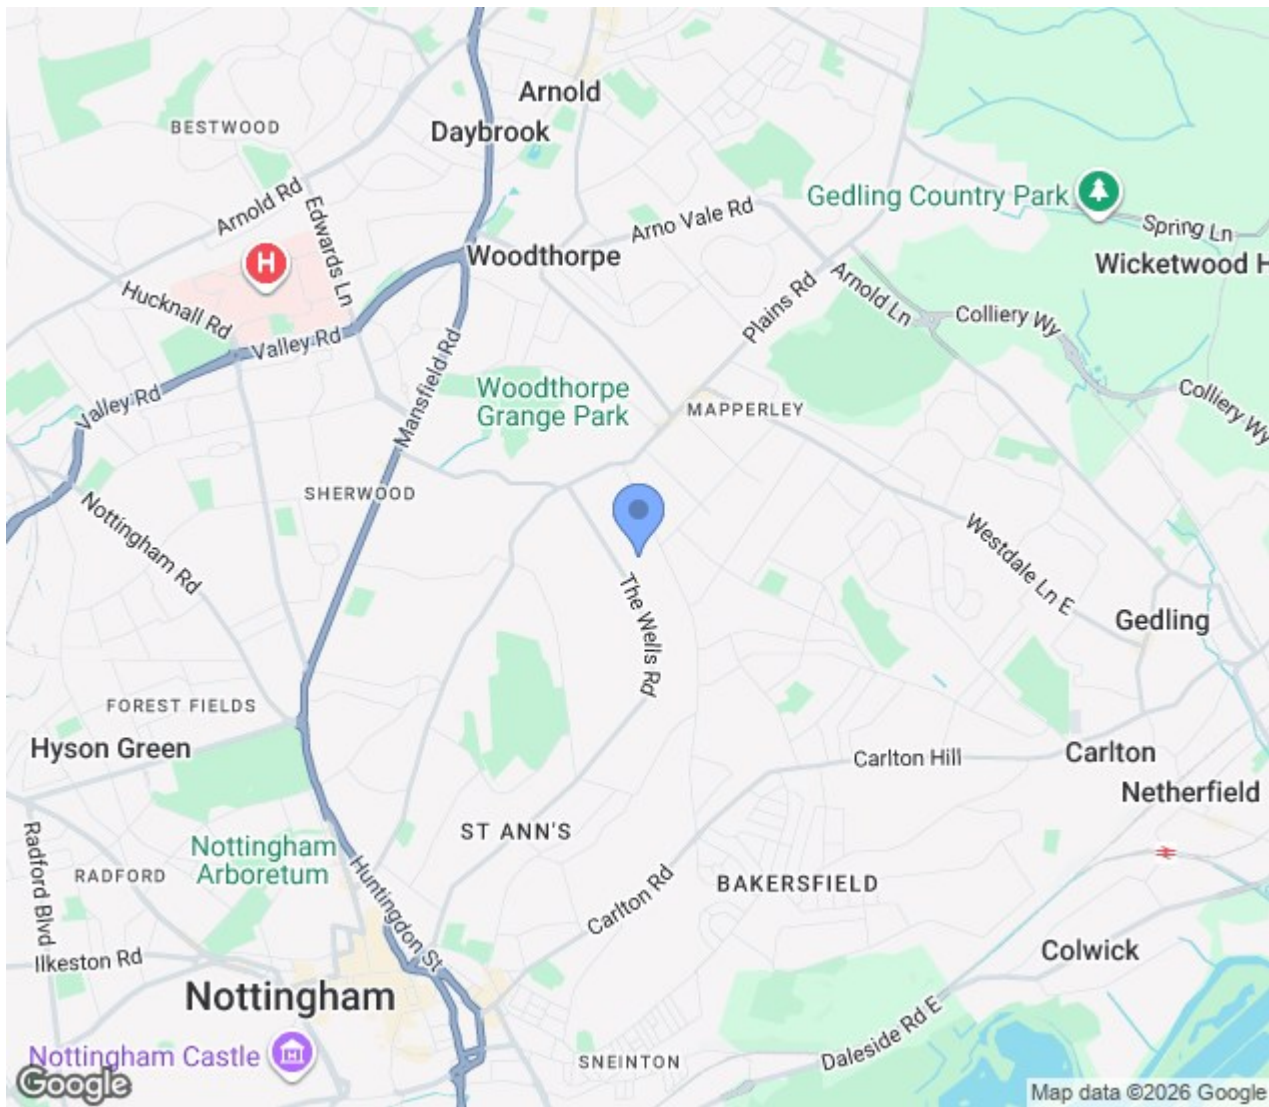 Arnold
BESTWOOD
Daybrook
Arnold Rd
Edwards Ln
Gedling Country Park
Arno Vale Rd
Spring Ln
H
Woodthorpe
Wicketwood H
Hucknall Rd
Plains Rd
Arnold Ln
Colliery Wy
Valley Rd
Mansfield Rd
Valley Rd
Woodthorpe
Grange Park
MAPPERLEY
Colliery Wy
SHERWOOD
Nottingham Rd
Westdale Ln E
The Wells Rd
Gedling
FOREST FIELDS
Hyson Green
Carlton Hill
Carlton
Netherfield
ST ANN'S
Nottingham
Arboretum
RADFORD
Radford Blvd
Huntingdon St
Carlton Rd
BAKERSFIELD
Ilkeston Rd
Colwick
Nottingham
Daleside Rd E
Nottingham Castle
SNEINTON
Google
Map data ©2026 Google